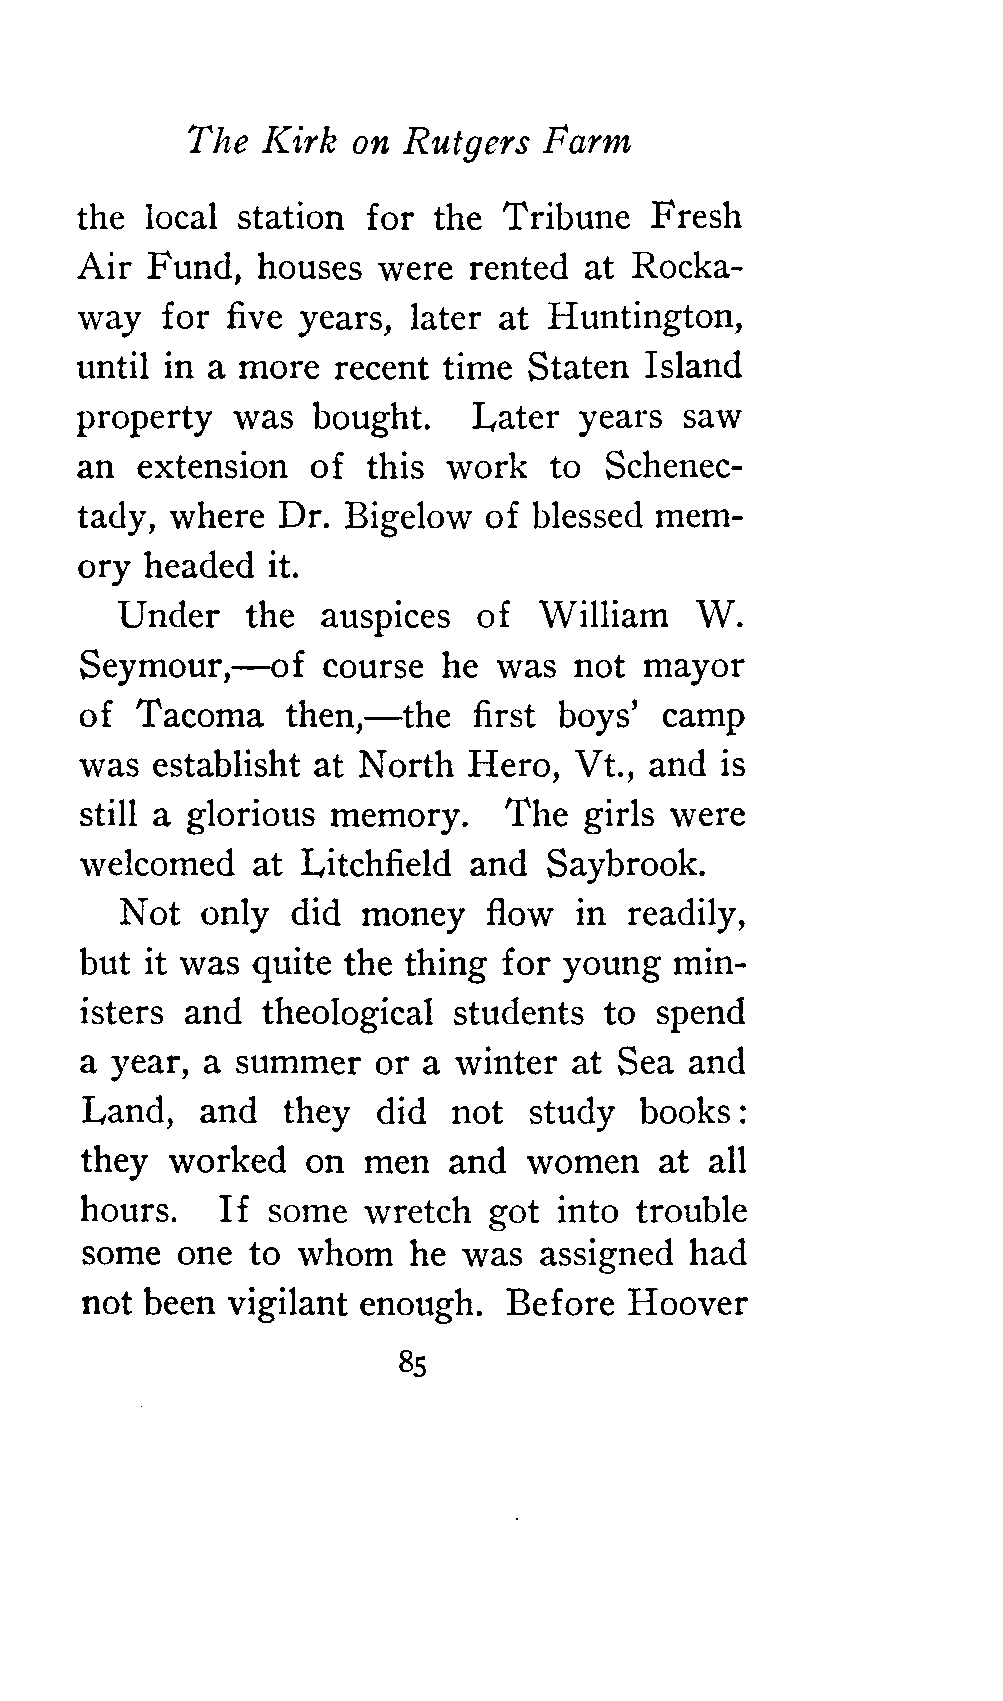 The Kirk on Rutgers Farm
the local station for the Tribune Fresh
Air Fund, houses were rented at Rocka-
way for five years, later at Huntington,
until in a more recent time Staten Island
property was bought. Later years saw
an extension of this work to Schenec-
tady, where Dr. Bigelow of blessed mem-
ory headed it.
Under the auspices of William W.
Seymour,—of course he was not mayor
of Tacoma then,—the first boys' camp
was establisht at North Hero, Vt., and is
still a glorious memory. The girls were
welcomed at Litchfield and Saybrook.
Not only did money flow in readily,
but it was quite the thing for young min-
isters and theological students to spend
a year, a summer or a winter at Sea and
Land, and they did not study books:
they worked on men and women at all
hours. If some wretch got into trouble
some one to whom he was assigned had
not been vigilant enough. Before Hoover
85